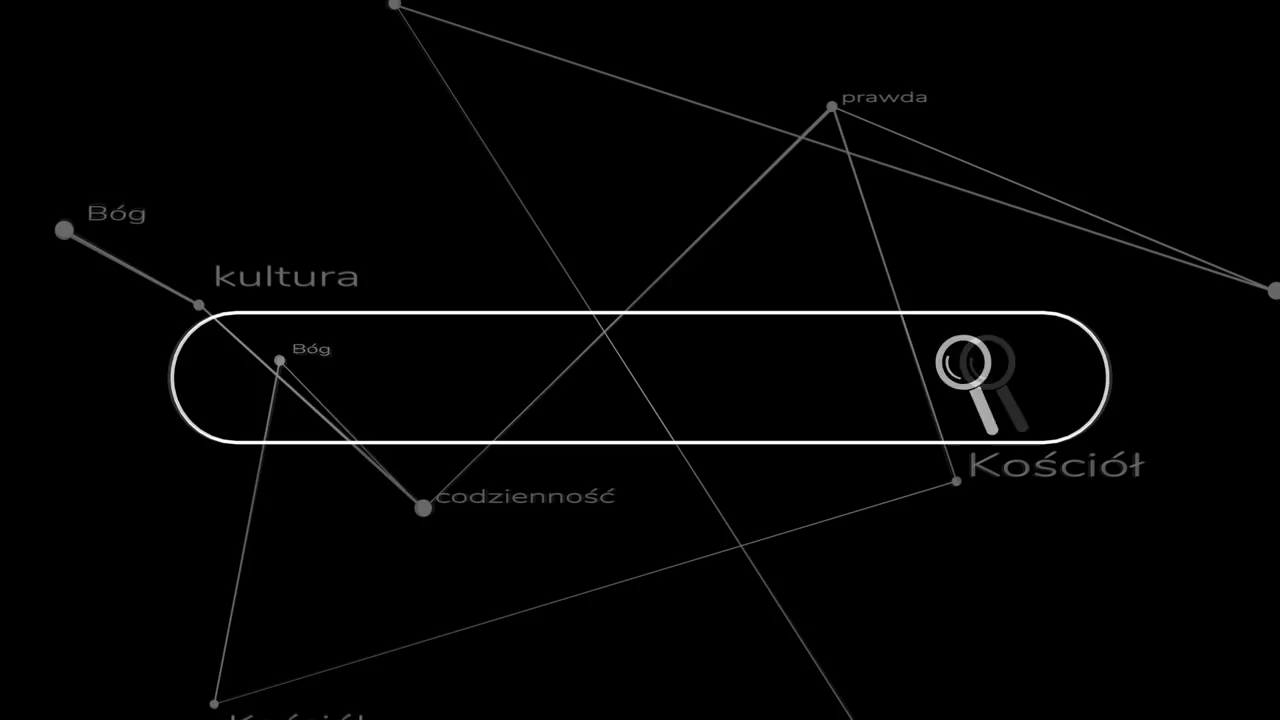 prawda
Bóg
kultura
Bóg
Kościół
codzienność